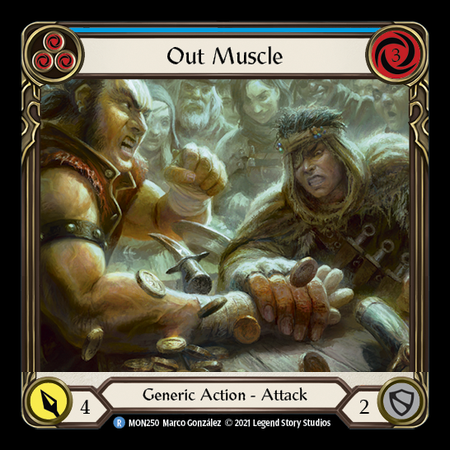 Out Muscle
3
Generic Action - Attack
4
2
R MON250 Marco González © 2021 Legend Story Studios